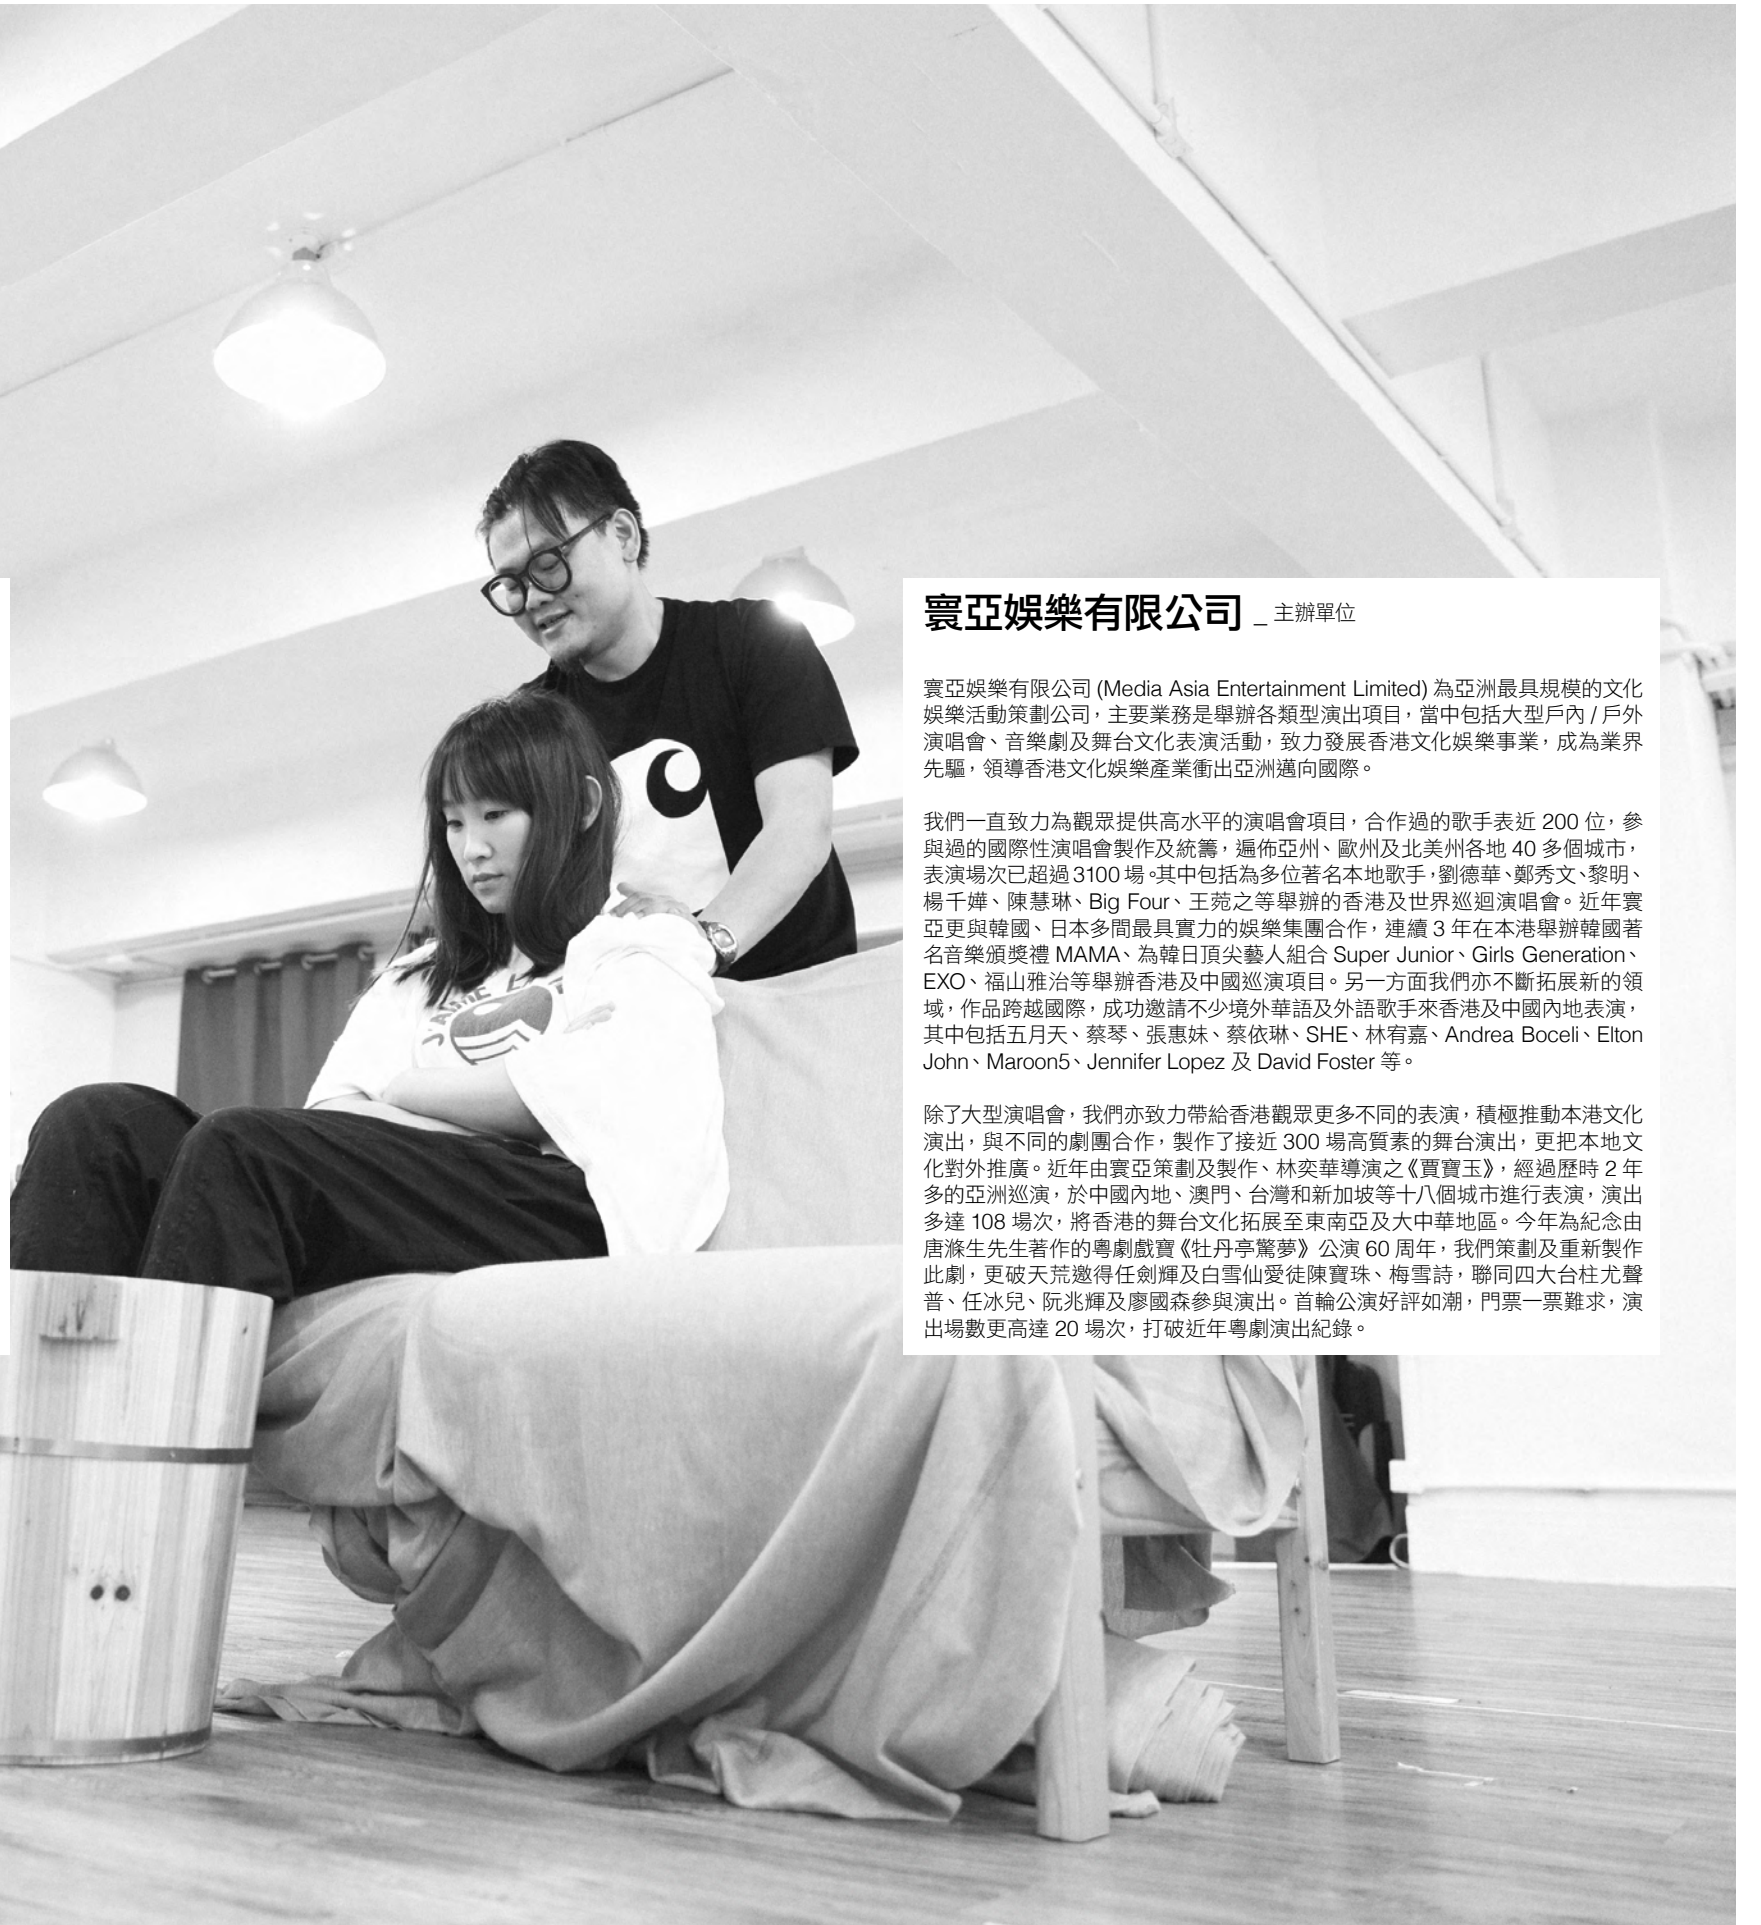 寰亞娛樂有限公司 _ 主辦單位
寰亞娛樂有限公司 (Media Asia Entertainment Limited) 為亞洲最具規模的文化
娛樂活動策劃公司，主要業務是舉辦各類型演出項目，當中包括大型戶內 / 戶外
演唱會、音樂劇及舞台文化表演活動，致力發展香港文化娛樂事業，成為業界
先驅，領導香港文化娛樂產業衝出亞洲邁向國際。
我們一直致力為觀眾提供高水平的演唱會項目，合作過的歌手表近 200 位，參
與過的國際性演唱會製作及統籌，遍佈亞州、歐州及北美州各地 40 多個城市，
表演場次已超過 3100 場。其中包括為多位著名本地歌手，劉德華、鄭秀文、黎明、
楊千嬅、陳慧琳、Big Four、王菀之等舉辦的香港及世界巡迴演唱會。近年寰
亞更與韓國、日本多間最具實力的娛樂集團合作，連續 3 年在本港舉辦韓國著
名音樂頒獎禮 MAMA、為韓日頂尖藝人組合 Super Junior、Girls Generation、
EXO、福山雅治等舉辦香港及中國巡演項目。另一方面我們亦不斷拓展新的領
域，作品跨越國際，成功邀請不少境外華語及外語歌手來香港及中國內地表演，
其中包括五月天、蔡琴、張惠妹、蔡依琳、SHE、林宥嘉、Andrea Boceli、Elton
John、Maroon5、Jennifer Lopez 及 David Foster 等。
除了大型演唱會，我們亦致力帶給香港觀眾更多不同的表演，積極推動本港文化
演出，與不同的劇團合作，製作了接近 300 場高質素的舞台演出，更把本地文
化對外推廣。近年由寰亞策劃及製作、林奕華導演之《賈寶玉》，經過歷時 2 年
多的亞洲巡演，於中國內地、澳門、台灣和新加坡等十八個城市進行表演，演出
多達 108 場次，將香港的舞台文化拓展至東南亞及大中華地區。今年為紀念由
唐滌生先生著作的粵劇戲寶《牡丹亭驚夢》公演 60 周年，我們策劃及重新製作
此劇，更破天荒邀得任劍輝及白雪仙愛徒陳寶珠、梅雪詩，聯同四大台柱尤聲
普、任冰兒、阮兆輝及廖國森參與演出。首輪公演好評如潮，門票一票難求，演
出場數更高達 20 場次，打破近年粵劇演出紀錄。